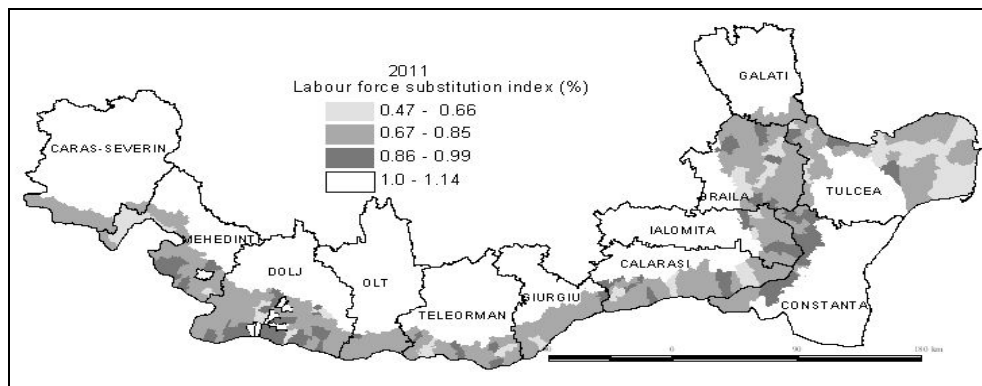 2011
Labour force substitution index (%)
0.47 - 0.66
0.67 - 0.85
0.86 - 0.99
1.0 - 1.14
GALATI
CARAS-SEVERIN
TULCEA
BRAILA
IALOMITA
MEHEDINTI
DOLJ
CALARASI
OLT
GIURGIU
CONSTANTA
TELEORMAN
0 90 180 km